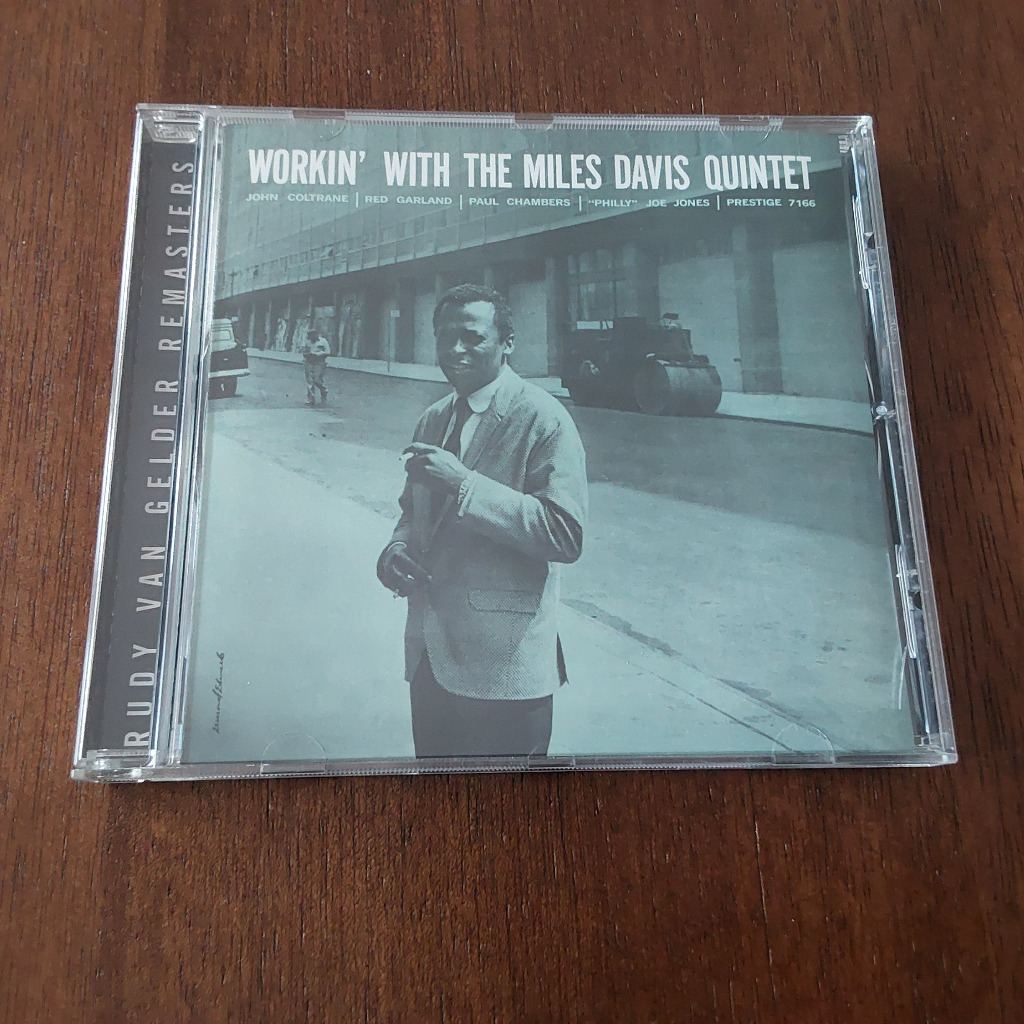 WORKIN' WITH THE MILES DAVIS QUINTET
JOHN COLTRANE | RED GARLAND | PAUL CHAMBERS | "PHILLY" JOE JONES | PRESTIGE 7166
RUDY VAN GELDER REMASTERS